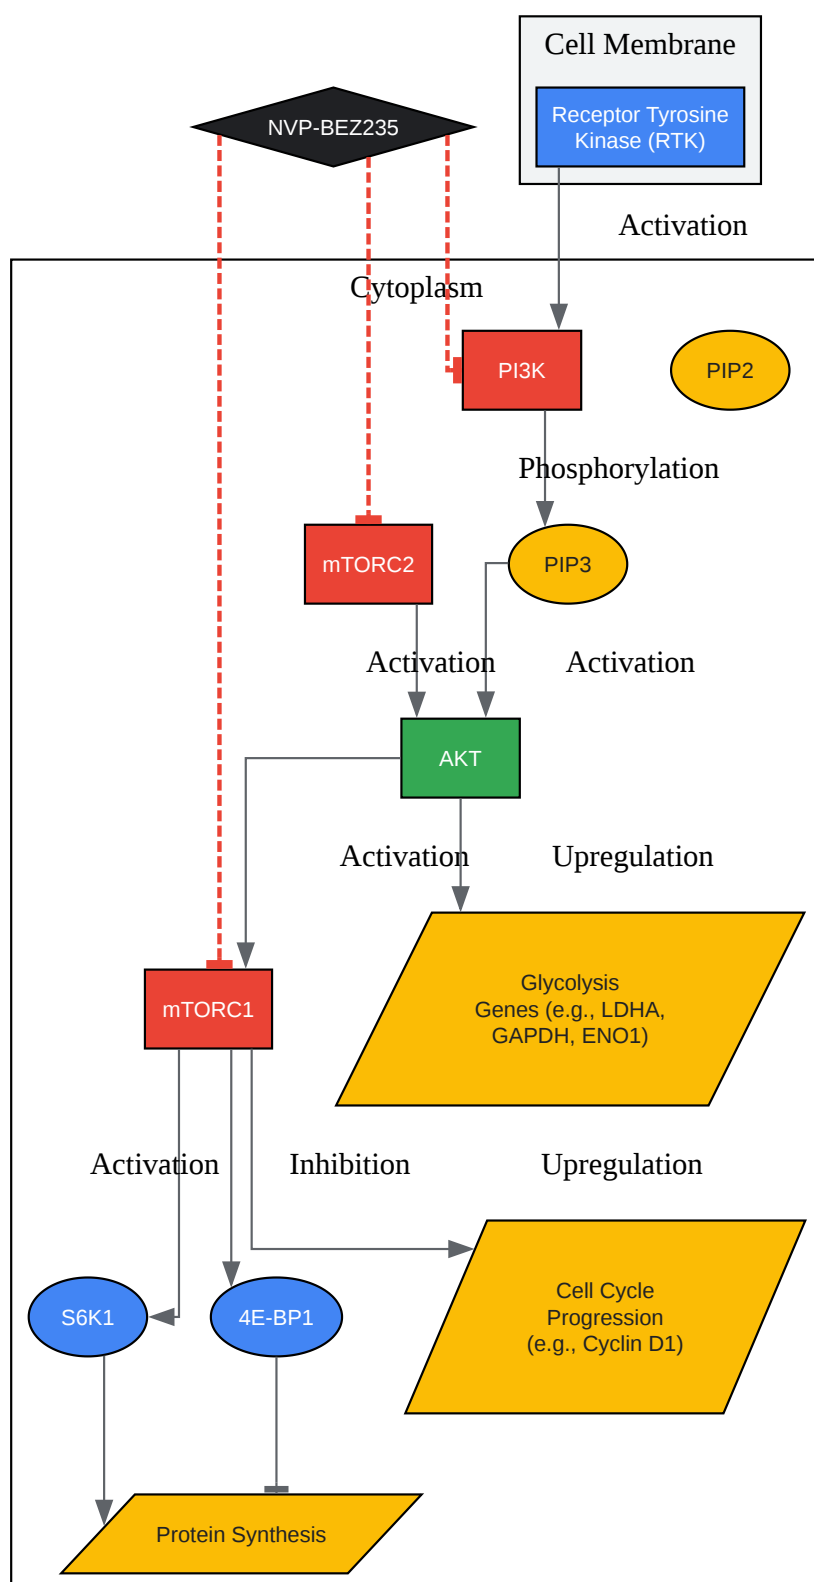 Cell Membrane
NVP-BEZ235
Receptor Tyrosine
Kinase (RTK)
Activation
Cytoplasm
PI3K
PIP2
Phosphorylation
mTORC2
PIP3
Activation
Activation
AKT
Activation
Upregulation
Glycolysis
Genes (e.g., LDHA,
GAPDH, ENO1)
mTORC1
Activation
Inhibition
Upregulation
Cell Cycle
Progression
(e.g., Cyclin D1)
S6K1
4E-BP1
Protein Synthesis